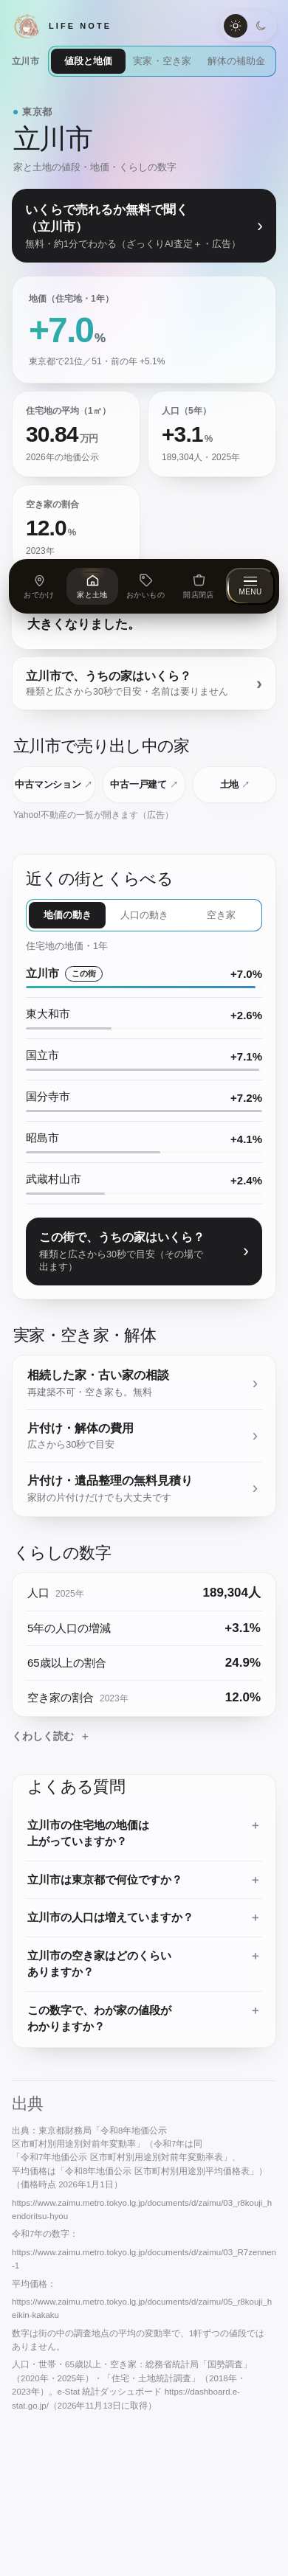 LIFE NOTE
立川市
値段と地価
実家・空き家
解体の補助金
東京都
立川市
家と土地の値段・地価・くらしの数字
いくらで売れるか無料で聞く
（立川市）
無料・約1分でわかる（ざっくりAI査定＋・広告）
›
地価（住宅地・1年）
+7.0%
東京都で21位／51・前の年 +5.1%
住宅地の平均（1㎡）
30.84万円
2026年の地価公示
人口（5年）
+3.1%
189,304人・2025年
空き家の割合
12.0%
2023年
おでかけ
家と土地
おかいもの
開店閉店
MENU
大きくなりました。
立川市で、うちの家はいくら？
種類と広さから30秒で目安・名前は要りません
›
立川市で売り出し中の家
中古マンション ↗
中古一戸建て ↗
土地 ↗
Yahoo!不動産の一覧が開きます（広告）
近くの街とくらべる
地価の動き
人口の動き
空き家
住宅地の地価・1年
立川市 この街 +7.0%
東大和市 +2.6%
国立市 +7.1%
国分寺市 +7.2%
昭島市 +4.1%
武蔵村山市 +2.4%
この街で、うちの家はいくら？
種類と広さから30秒で目安（その場で
出ます）
›
実家・空き家・解体
相続した家・古い家の相談
再建築不可・空き家も。無料
›
片付け・解体の費用
広さから30秒で目安
›
片付け・遺品整理の無料見積り
家財の片付けだけでも大丈夫です
›
くらしの数字
人口 2025年 189,304人
5年の人口の増減 +3.1%
65歳以上の割合 24.9%
空き家の割合 2023年 12.0%
くわしく読む ＋
よくある質問
立川市の住宅地の地価は
上がっていますか？
+
立川市は東京都で何位ですか？ +
立川市の人口は増えていますか？ +
立川市の空き家はどのくらい
ありますか？
+
この数字で、わが家の値段が
わかりますか？
+
出典
出典：東京都財務局「令和8年地価公示
区市町村別用途別対前年変動率」（令和7年は同
「令和7年地価公示 区市町村別用途別対前年変動率表」、
平均価格は「令和8年地価公示 区市町村別用途別平均価格表」）
（価格時点 2026年1月1日）
https://www.zaimu.metro.tokyo.lg.jp/documents/d/zaimu/03_r8kouji_h
endoritsu-hyou
令和7年の数字：
https://www.zaimu.metro.tokyo.lg.jp/documents/d/zaimu/03_R7zennen
-1
平均価格：
https://www.zaimu.metro.tokyo.lg.jp/documents/d/zaimu/05_r8kouji_h
eikin-kakaku
数字は街の中の調査地点の平均の変動率で、1軒ずつの値段では
ありません。
人口・世帯・65歳以上・空き家：総務省統計局「国勢調査」
（2020年・2025年）・「住宅・土地統計調査」（2018年・
2023年）。e-Stat 統計ダッシュボード https://dashboard.e-
stat.go.jp/（2026年11月13日に取得）